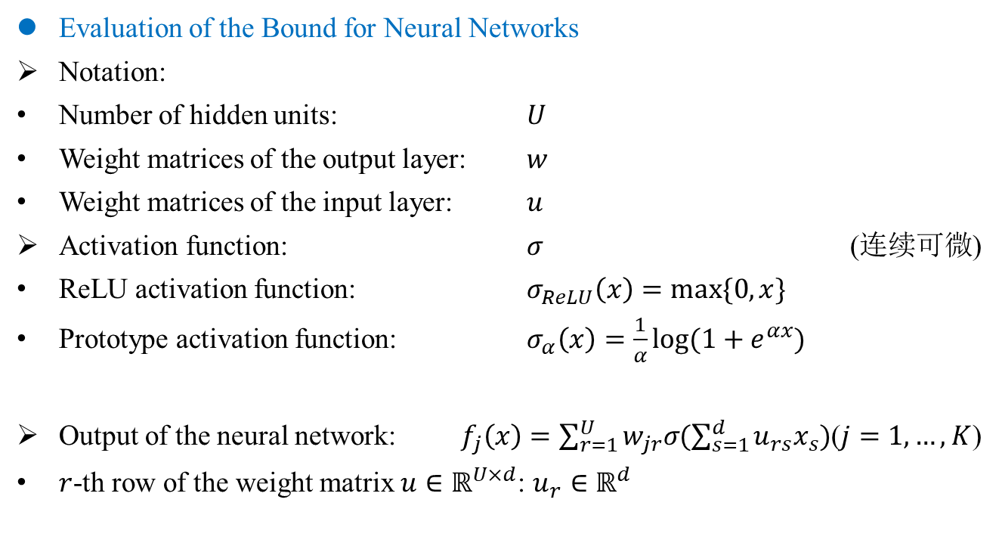 ● Evaluation of the Bound for Neural Networks
➢ Notation:
• Number of hidden units: 𝑈
• Weight matrices of the output layer: 𝑤
• Weight matrices of the input layer: 𝑢
➢ Activation function: 𝜎 (连续可微)
• ReLU activation function: $\sigma_{ReLU}(x) = \max\{0, x\}$
• Prototype activation function: $\sigma_{\alpha}(x) = \frac{1}{\alpha}\log(1 + e^{\alpha x})$
➢ Output of the neural network: $f_j(x) = \sum_{r=1}^{U} w_{jr}\sigma(\sum_{s=1}^{d} u_{rs}x_s)(j = 1, \ldots, K)$
• $r$-th row of the weight matrix $u \in \mathbb{R}^{U \times d}$: $u_r \in \mathbb{R}^d$